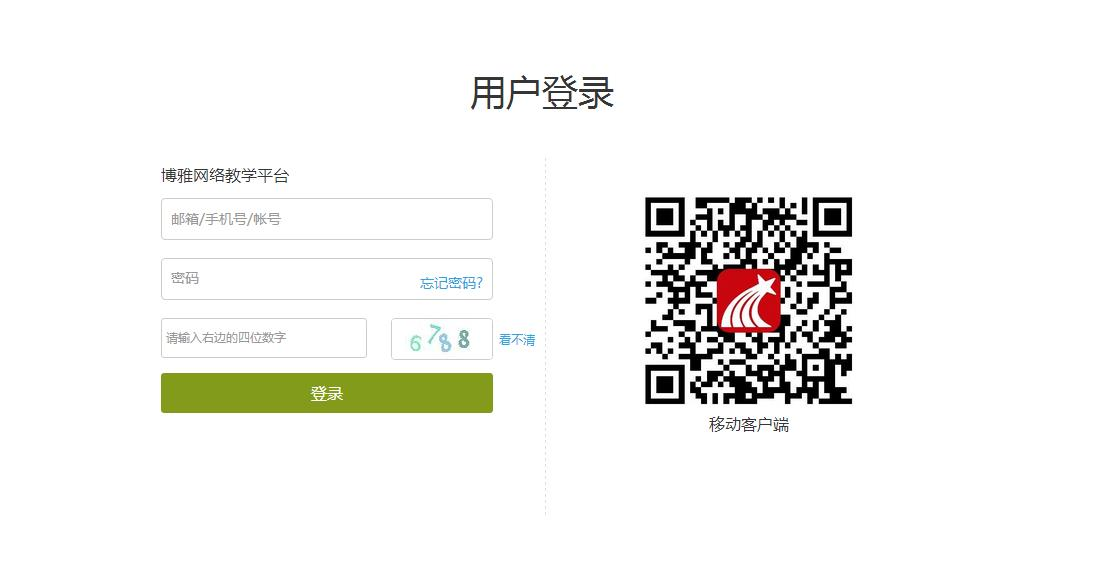 用户登录
博雅网络教学平台
邮箱/手机号/帐号
密码
忘记密码?
请输入右边的四位数字
6788
看不清
登录
移动客户端